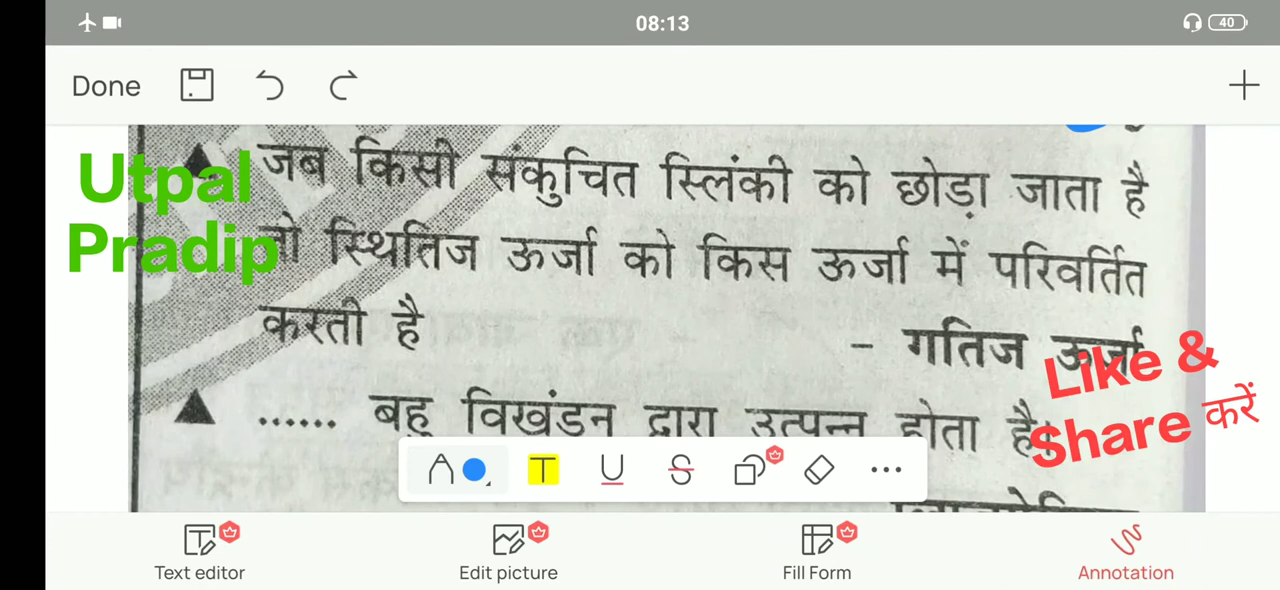 08:13
40
Done
जब किसी संकुचित स्लिंकी को छोड़ा जाता है
तो स्थितिज ऊर्जा को किस ऊर्जा में परिवर्तित
करती है
- गतिज ऊर्जा
...... बहु विखंडन द्वारा उत्पन्न होता है।
Utpal
Pradip
Like &
Share करें
T
U
S
Text editor
Edit picture
Fill Form
Annotation